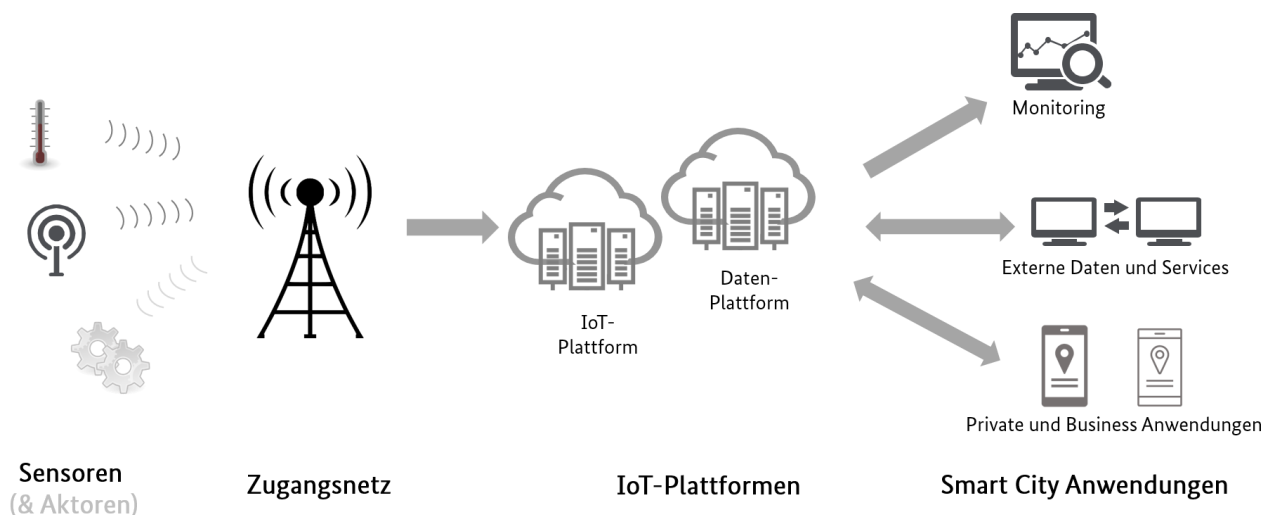 Monitoring
Externe Daten und Services
Daten-
Plattform
IoT-
Plattform
Private und Business Anwendungen
Sensoren
(& Aktoren)
Zugangsnetz
IoT-Plattformen
Smart City Anwendungen